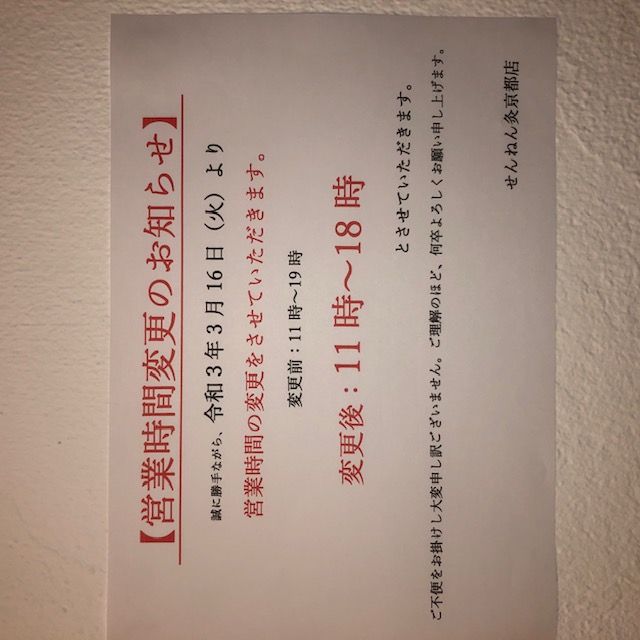 【営業時間変更のお知らせ】
誠に勝手ながら、令和3年3月16日（火）より
営業時間の変更をさせていただきます。
変更前：11時～19時
変更後：11時～18時
とさせていただきます。
ご不便をお掛けし大変申し訳ございません。ご理解のほど、何卒よろしくお願い申し上げます。
せんねん灸京都店